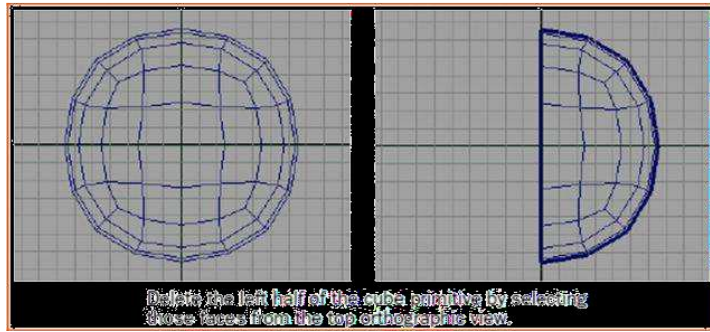 Delete the left half of the cube primitive by selecting
those faces from the top orthographic view.